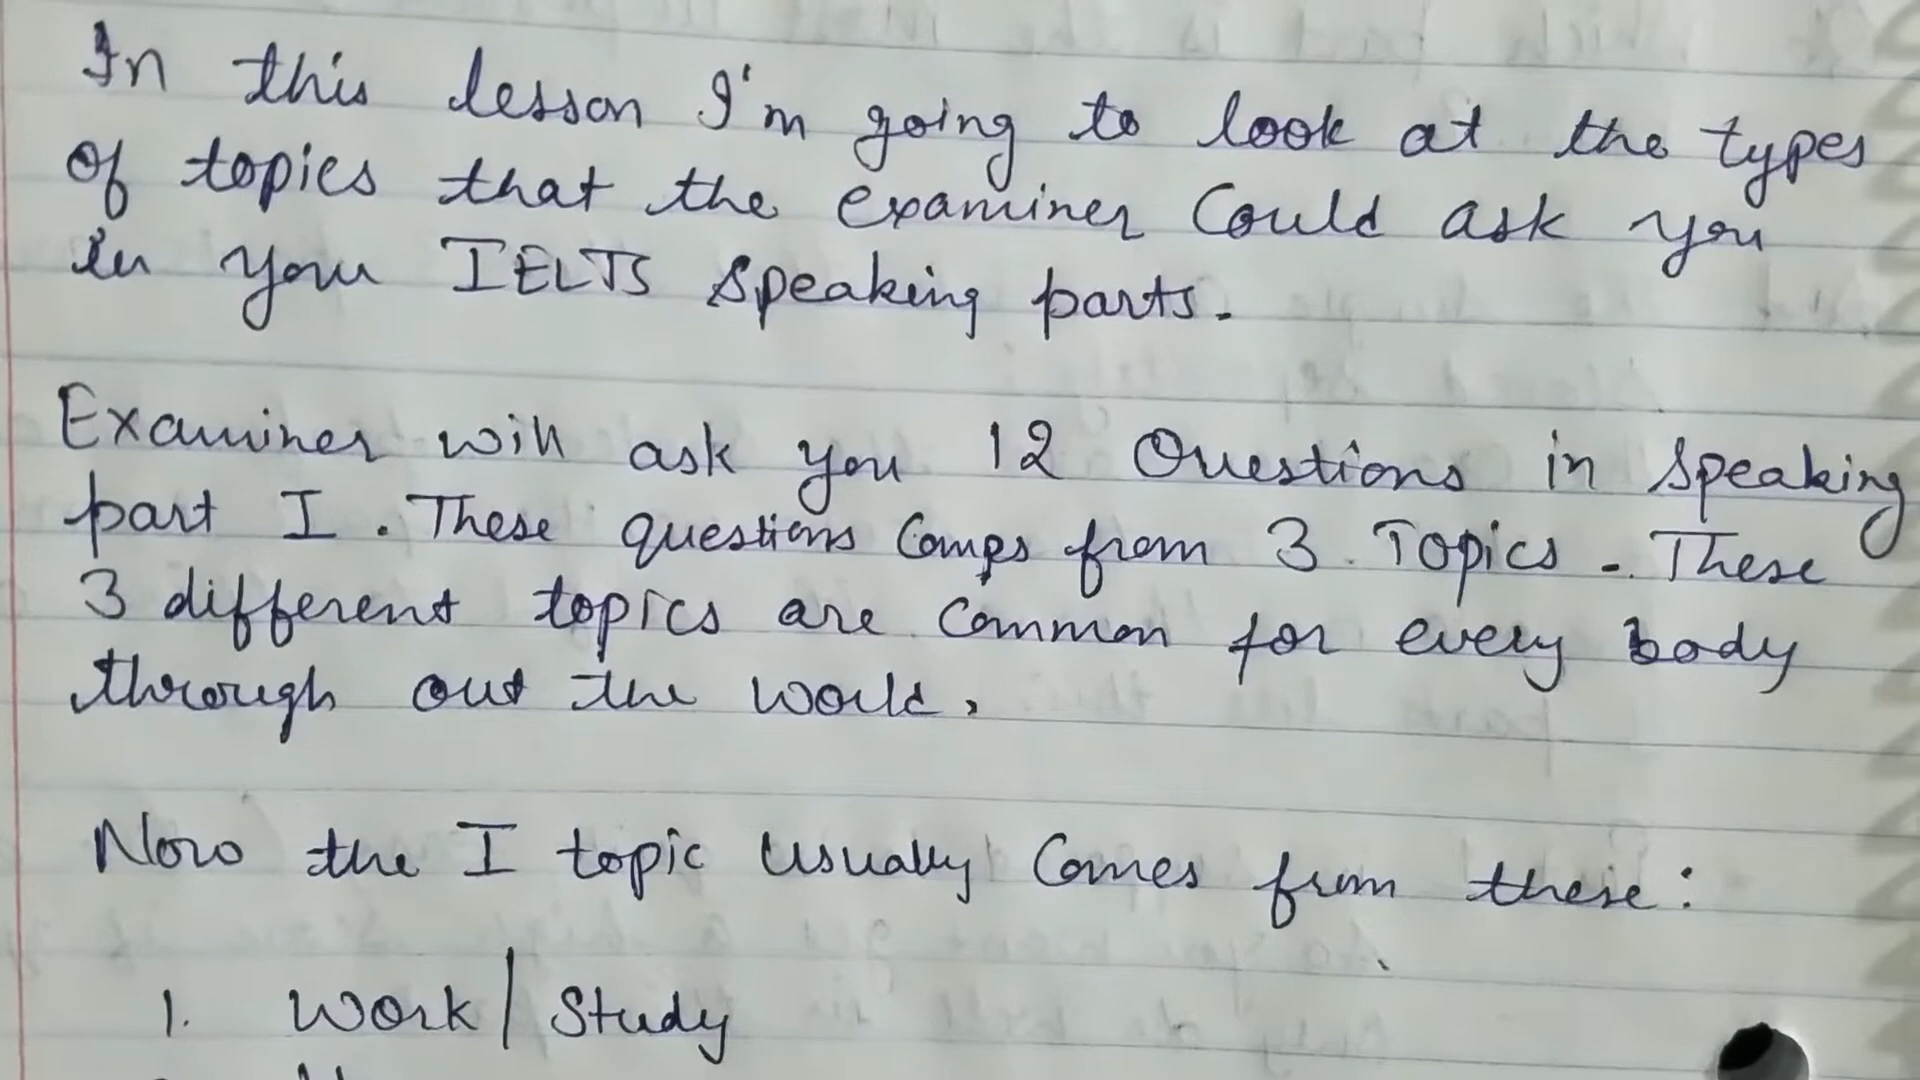 In this lesson I'm going to look at the types
of topics that the examiner Could ask you
in your IELTS Speaking parts.
Examiner will ask you 12 Questions in Speaking
part I. These questions Comes from 3 Topics. These
3 different topics are Common for every body
through out the world.
Now the I topic usually Comes from these:
1. Work/Study